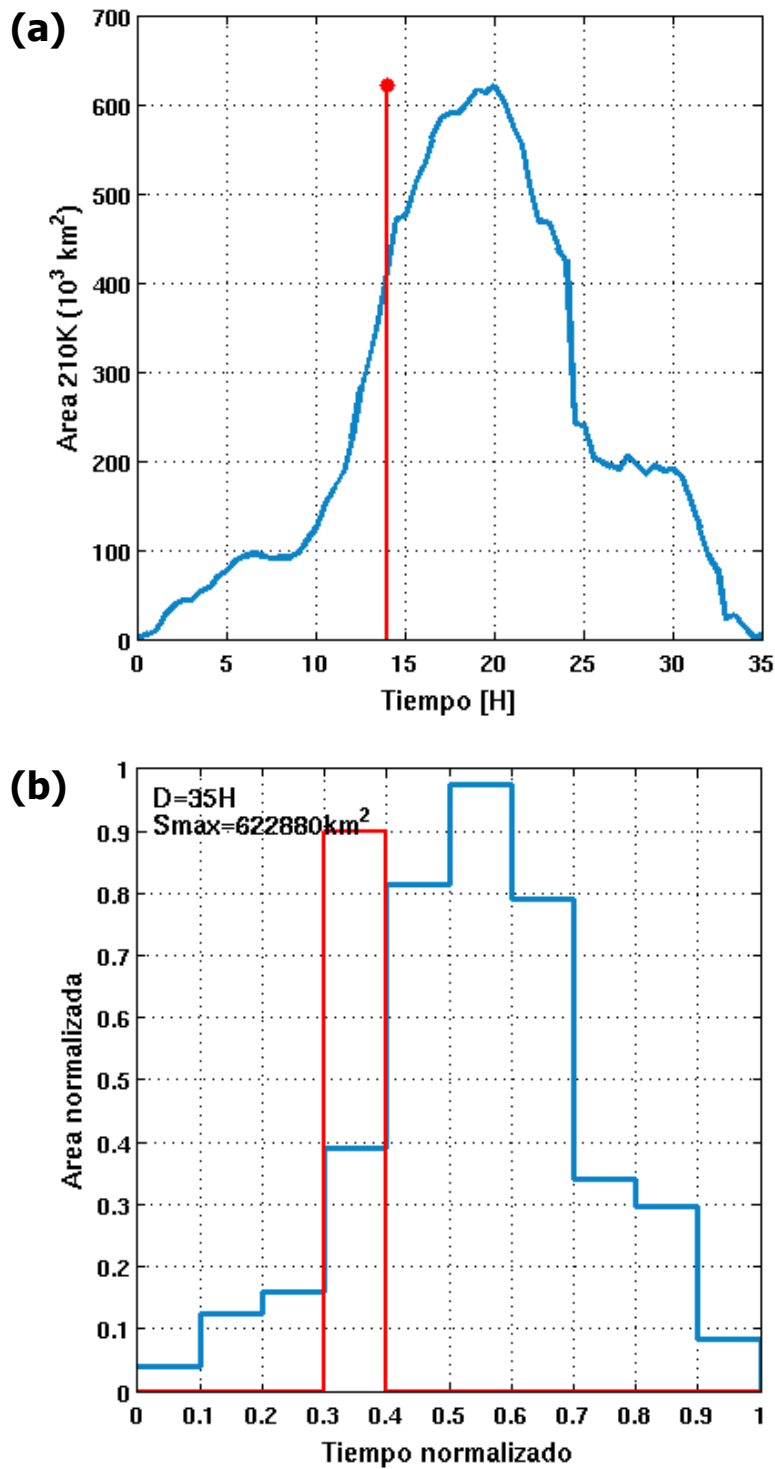 (a)
700
600
500
400
300
200
100
0
Area 210K (10³ km²)
0 5 10 15 20 25 30 35
Tiempo [H]
(b)
D=35H
Smax=622880km²
1
0.9
0.8
0.7
0.6
0.5
0.4
0.3
0.2
0.1
0
Area normalizada
0 0.1 0.2 0.3 0.4 0.5 0.6 0.7 0.8 0.9 1
Tiempo normalizado